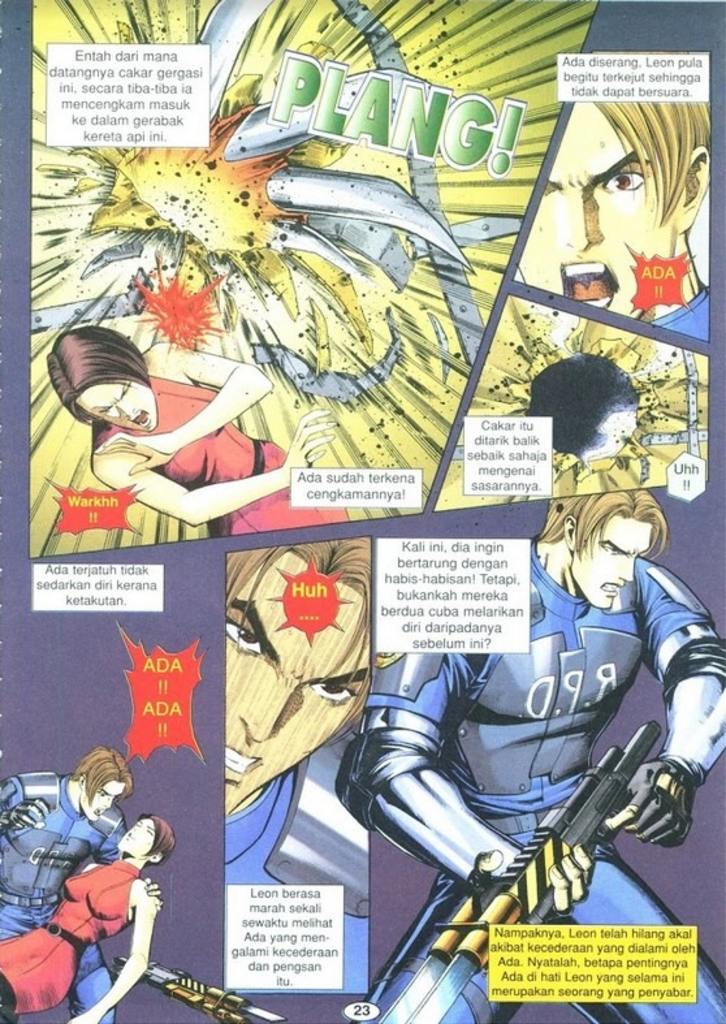 Entah dari mana
datangnya cakar gergasi
ini, secara tiba-tiba ia
mencengkam masuk
ke dalam gerabak
kereta api ini.
PLANG!
Ada diserang, Leon pula
begitu terkejut sehingga
tidak dapat bersuara.
ADA
!!
Warkhh
!!
Ada sudah terkena
cengkamannya!
Cakar itu
ditarik balik
sebaik sahaja
mengenai
sasarannya.
Uhh
!!
Ada terjatuh tidak
sedarkan diri kerana
ketakutan.
ADA
!!
ADA
!!
Huh
....
Leon berasa
marah sekali
sewaktu melihat
Ada yang men-
galami kecederaan
dan pengsan
itu.
Kali ini, dia ingin
bertarung dengan
habis-habisan! Tetapi,
bukankah mereka
berdua cuba melarikan
diri daripadanya
sebelum ini?
R.P.D
Nampaknya, Leon telah hilang akal
akibat kecederaan yang dialami oleh
Ada. Nyatalah, betapa pentingnya
Ada di hati Leon yang selama ini
merupakan seorang yang penyabar.
23